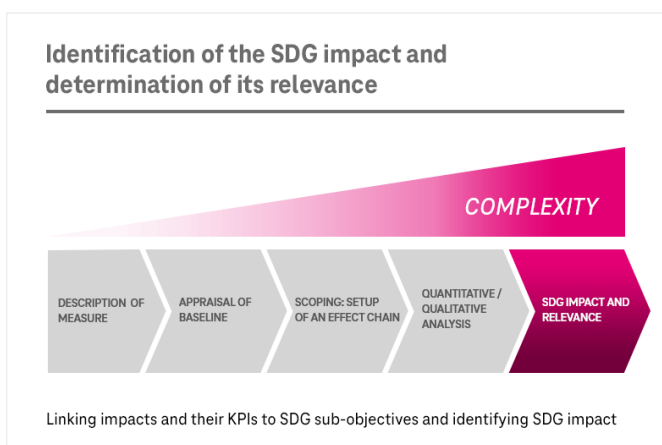 Identification of the SDG impact and
determination of its relevance
COMPLEXITY
DESCRIPTION OF
MEASURE
APPRAISAL OF
BASELINE
SCOPING: SETUP
OF AN EFFECT CHAIN
QUANTITATIVE /
QUALITATIVE
ANALYSIS
SDG IMPACT AND
RELEVANCE
Linking impacts and their KPIs to SDG sub-objectives and identifying SDG impact